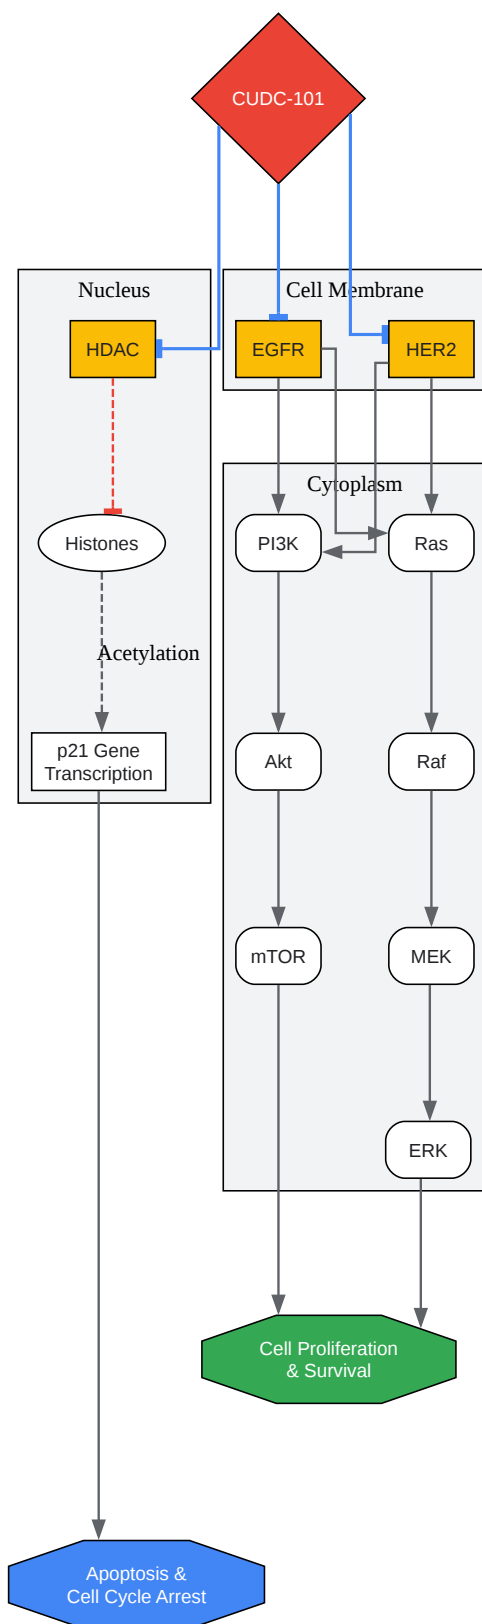 CUDC-101
Nucleus
Cell Membrane
HDAC
EGFR
HER2
Cytoplasm
Histones
PI3K
Ras
Acetylation
p21 Gene
Transcription
Akt
Raf
mTOR
MEK
ERK
Cell Proliferation
& Survival
Apoptosis &
Cell Cycle Arrest